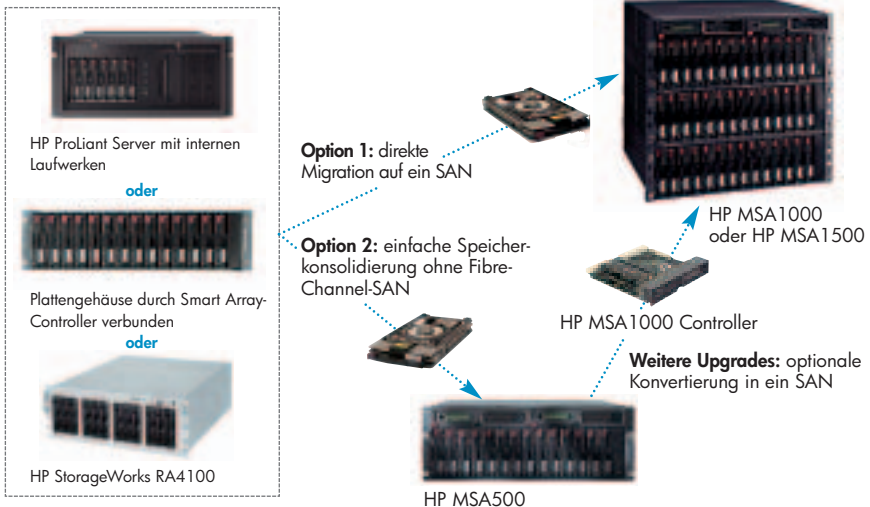 HP ProLiant Server mit internen
Laufwerken
oder
Plattengehäuse durch Smart Array-
Controller verbunden
oder
HP StorageWorks RA4100
Option 1: direkte
Migration auf ein SAN
Option 2: einfache Speicher-
konsolidierung ohne Fibre-
Channel-SAN
HP MSA1000
oder HP MSA1500
HP MSA1000 Controller
Weitere Upgrades: optionale
Konvertierung in ein SAN
HP MSA500